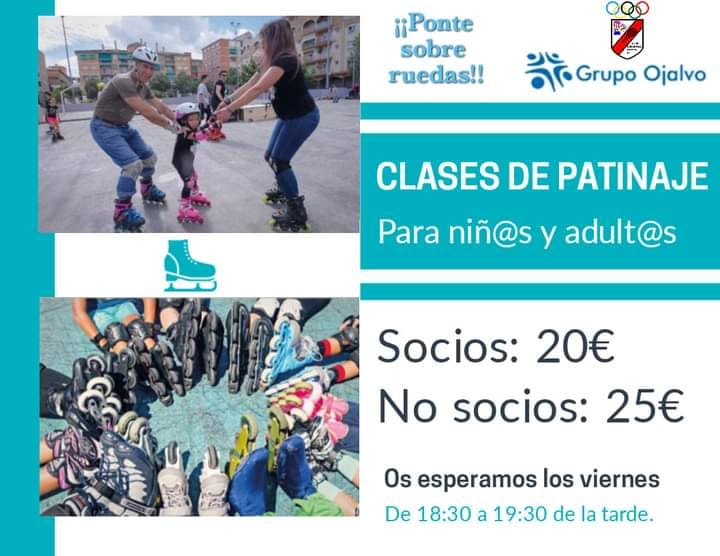 ¡¡Ponte
sobre
ruedas!!
Grupo Ojalvo
CLASES DE PATINAJE
Para niñ@s y adult@s
Socios: 20€
No socios: 25€
Os esperamos los viernes
De 18:30 a 19:30 de la tarde.